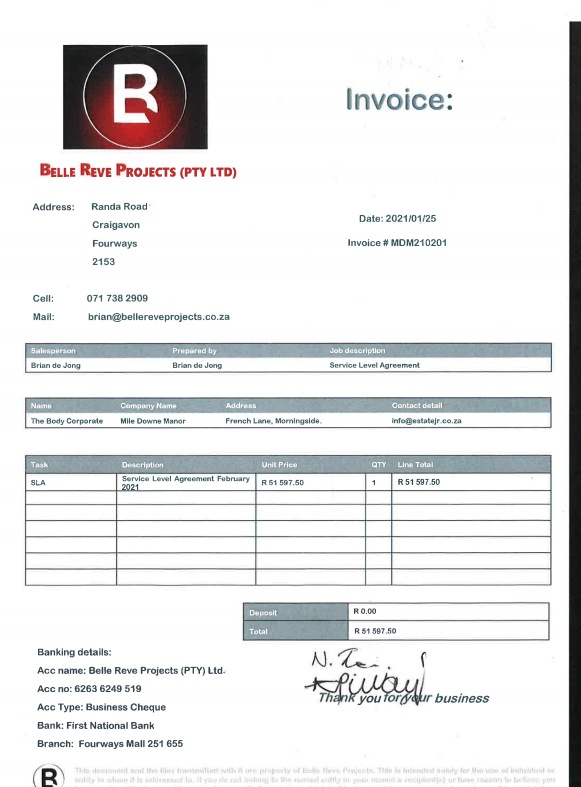 B
Invoice:
BELLE REVE PROJECTS (PTY LTD)
Address: Randa Road
Craigavon
Fourways
2153
Date: 2021/01/25
Invoice # MDM210201
Cell: 071 738 2909
Mail: brian@bellereveprojects.co.za
Salesperson Prepared by Job description
Brian de Jong Brian de Jong Service Level Agreement
Name Company Name Address Contact detail
The Body Corporate Mile Downe Manor French Lane, Morningside. info@estatejr.co.za
Task Description Unit Price QTY Line Total
SLA Service Level Agreement February 2021 R 51 597.50 1 R 51 597.50
Deposit R 0.00
Total R 51 597.50
Banking details:
Acc name: Belle Reve Projects (PTY) Ltd.
Acc no: 6263 6249 519
Acc Type: Business Cheque
Bank: First National Bank
Branch: Fourways Mall 251 655
N.
Thank you for your business
This document and the files transmitted with it are property of Belle Reve Projects. This is intended solely for the use of individual or
entity to whom it is addressed to. If you do not belong to the named entity or your named a recipient(s) or have reason to believe you